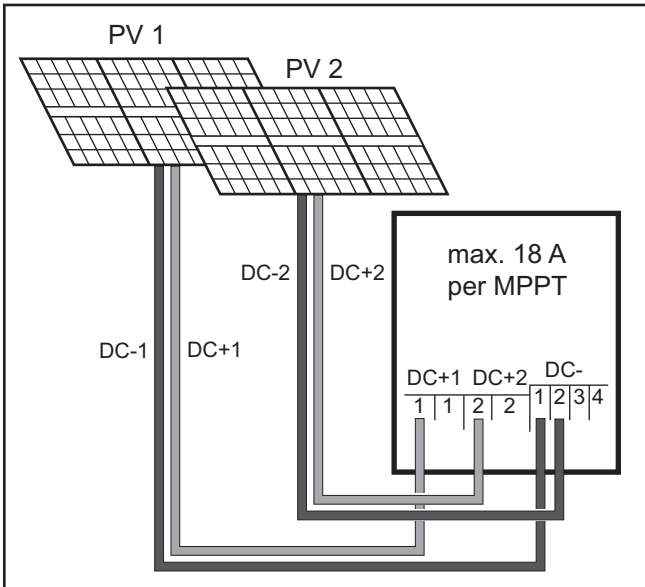 PV 1
PV 2
max. 18 A
per MPPT
DC-2
DC+2
DC-1
DC+1
DC+1 DC+2 DC-
1 1 2 2 1 2 3 4